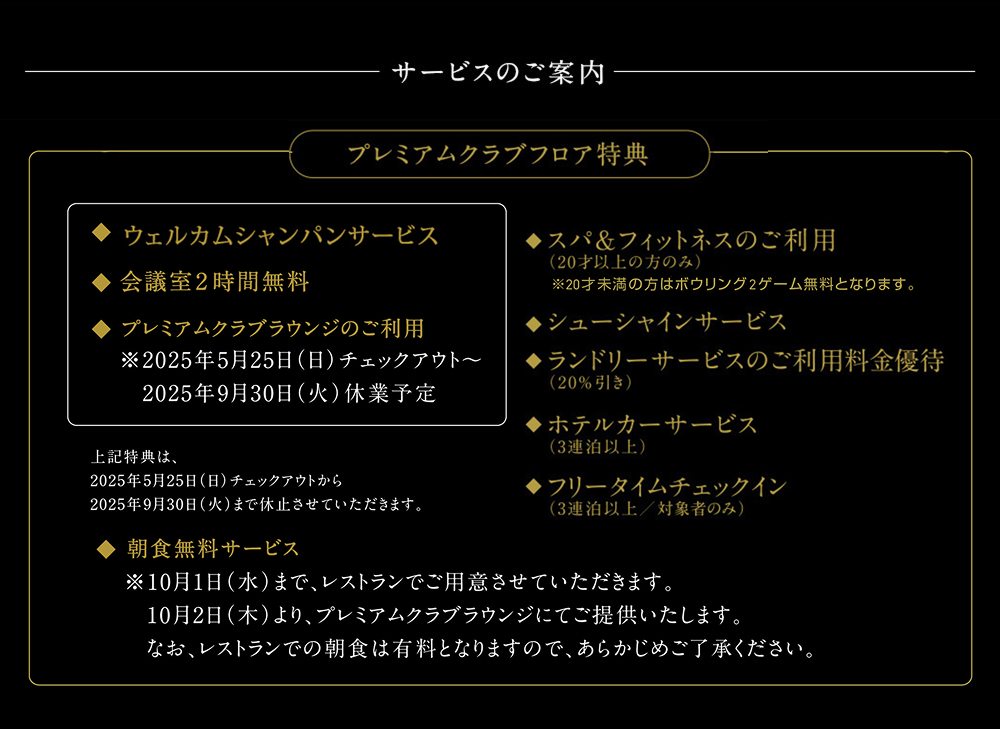 サービスのご案内
プレミアムクラブフロア特典
◆ ウェルカムシャンパンサービス
◆ 会議室2時間無料
◆ プレミアムクラブラウンジのご利用
※2025年5月25日(日)チェックアウト〜
2025年9月30日(火)休業予定
上記特典は、
2025年5月25日(日)チェックアウトから
2025年9月30日(火)まで休止させていただきます。
◆ スパ&フィットネスのご利用
(20才以上の方のみ)
※20才未満の方はボウリング2ゲーム無料となります。
◆ シューシャインサービス
◆ ランドリーサービスのご利用料金優待
(20%引き)
◆ ホテルカーサービス
(3連泊以上)
◆ フリータイムチェックイン
(3連泊以上/対象者のみ)
◆ 朝食無料サービス
※10月1日(水)まで、レストランでご用意させていただきます。
10月2日(木)より、プレミアムクラブラウンジにてご提供いたします。
なお、レストランでの朝食は有料となりますので、あらかじめご了承ください。